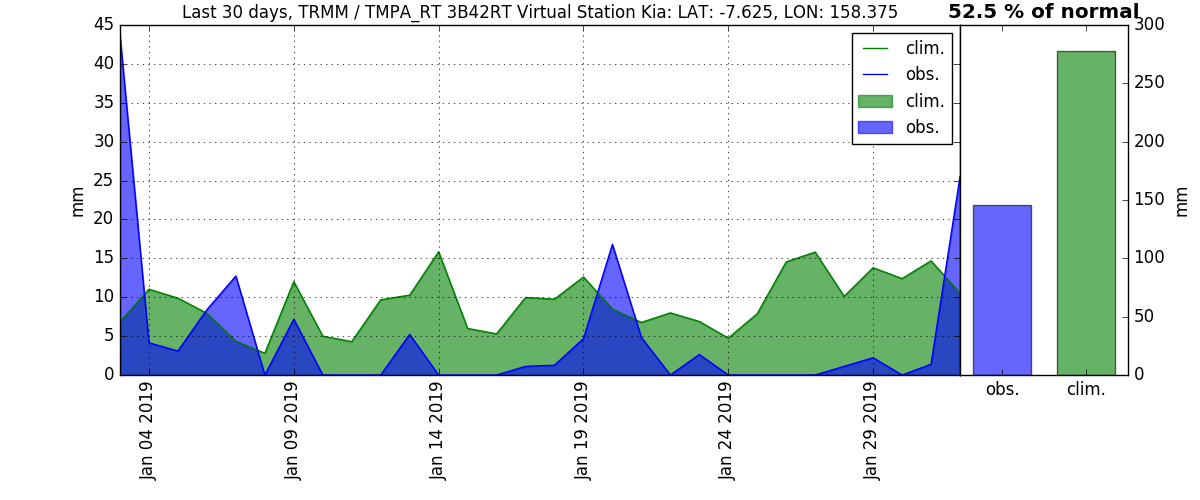 Last 30 days, TRMM / TMPA_RT 3B42RT Virtual Station Kia: LAT: -7.625, LON: 158.375
52.5 % of normal
45
40
35
30
25
20
15
10
5
0
mm
clim.
obs.
clim.
obs.
300
250
200
150
100
50
0
mm
obs.
clim.
Jan 04 2019
Jan 09 2019
Jan 14 2019
Jan 19 2019
Jan 24 2019
Jan 29 2019